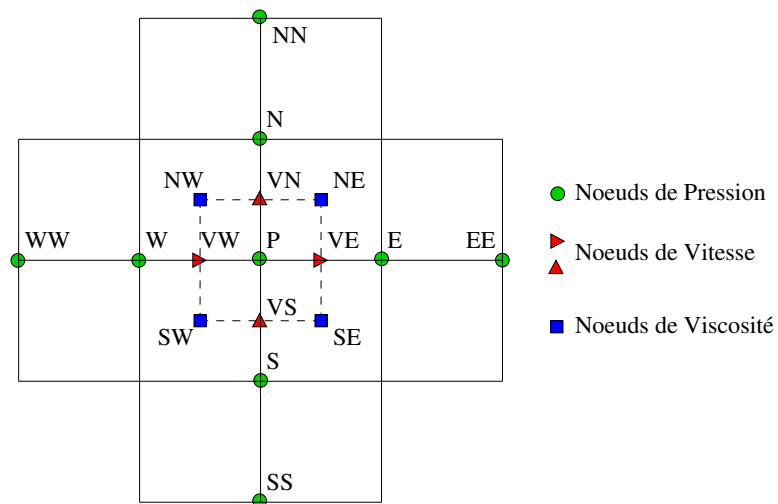 NN
N
NW VN NE
WW W VW P VE E EE
VS
SW SE
S
SS
Noeuds de Pression
Noeuds de Vitesse
Noeuds de Viscosité